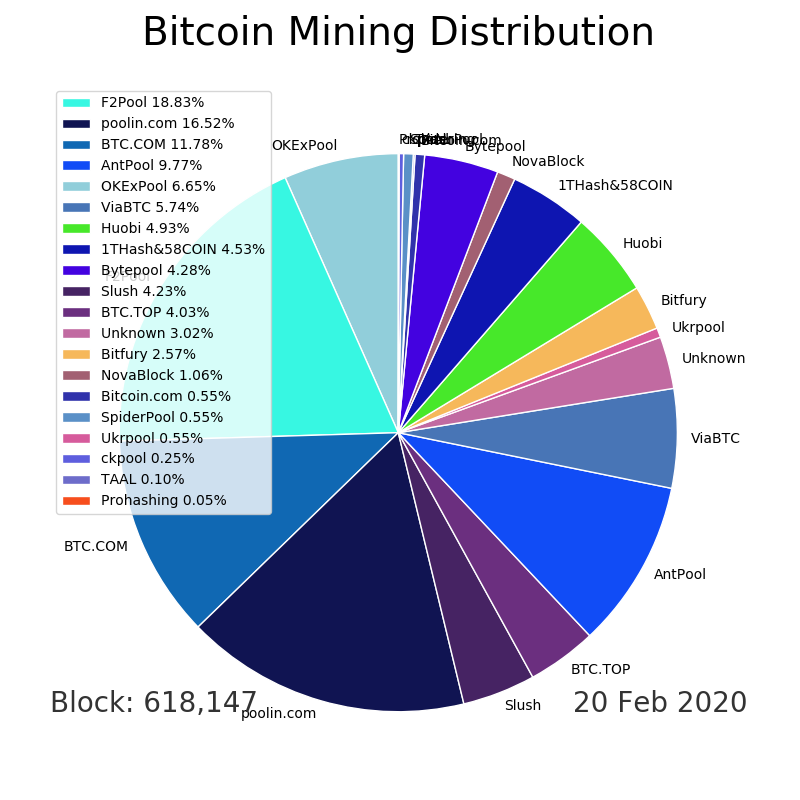 Bitcoin Mining Distribution
F2Pool 18.83%
poolin.com 16.52%
BTC.COM 11.78%
AntPool 9.77%
OKExPool 6.65%
ViaBTC 5.74%
Huobi 4.93%
1THash&58COIN 4.53%
Bytepool 4.28%
Slush 4.23%
BTC.TOP 4.03%
Unknown 3.02%
Bitfury 2.57%
NovaBlock 1.06%
Bitcoin.com 0.55%
SpiderPool 0.55%
Ukrpool 0.55%
ckpool 0.25%
TAAL 0.10%
Prohashing 0.05%
OKExPool
Bytepool
NovaBlock
1THash&58COIN
Huobi
Bitfury
Ukrpool
Unknown
ViaBTC
AntPool
BTC.TOP
Slush
poolin.com
BTC.COM
F2Pool
Block: 618,147
20 Feb 2020